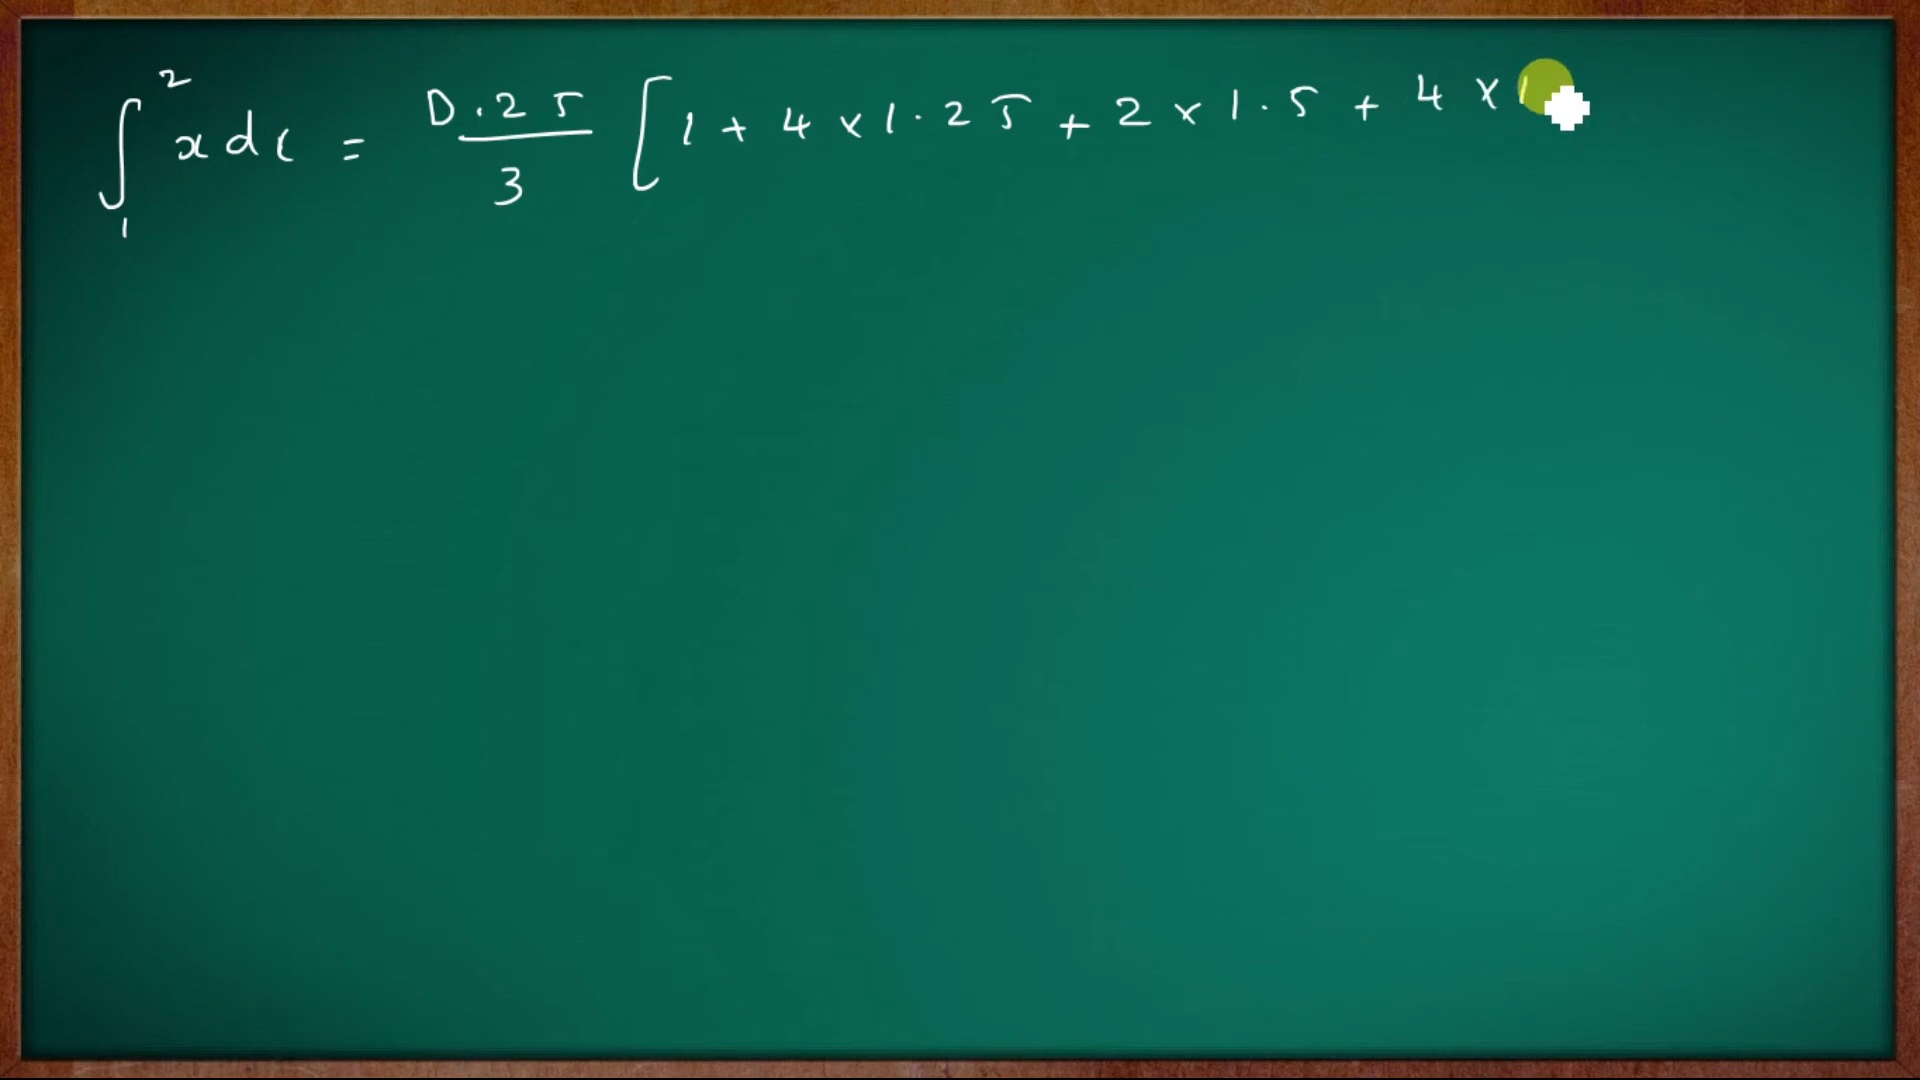 ∫₁² x dx = 0.25/3 [1 + 4 x 1.25 + 2 x 1.5 + 4 x 1